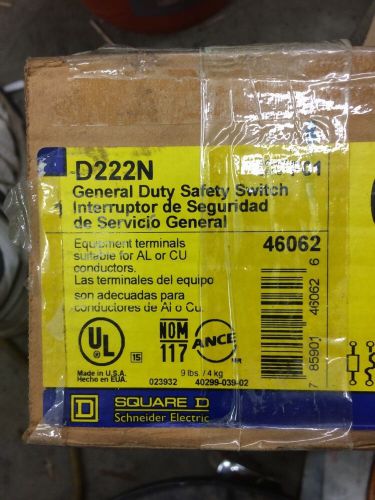 D222N
General Duty Safety Switch
Interruptor de Seguridad
de Servicio General
Equipment terminals
suitable for AL or CU
conductors.
Las terminales del equipo
son adecuadas para
conductores de Al o Cu.
46062
7 85901 46062 6
UL
15
NOM
117
ANCE
Made in U.S.A.
Hecho en EUA.
9 lbs. / 4 kg
023932
40299-039-02
D
SQUARE D
Schneider Electric